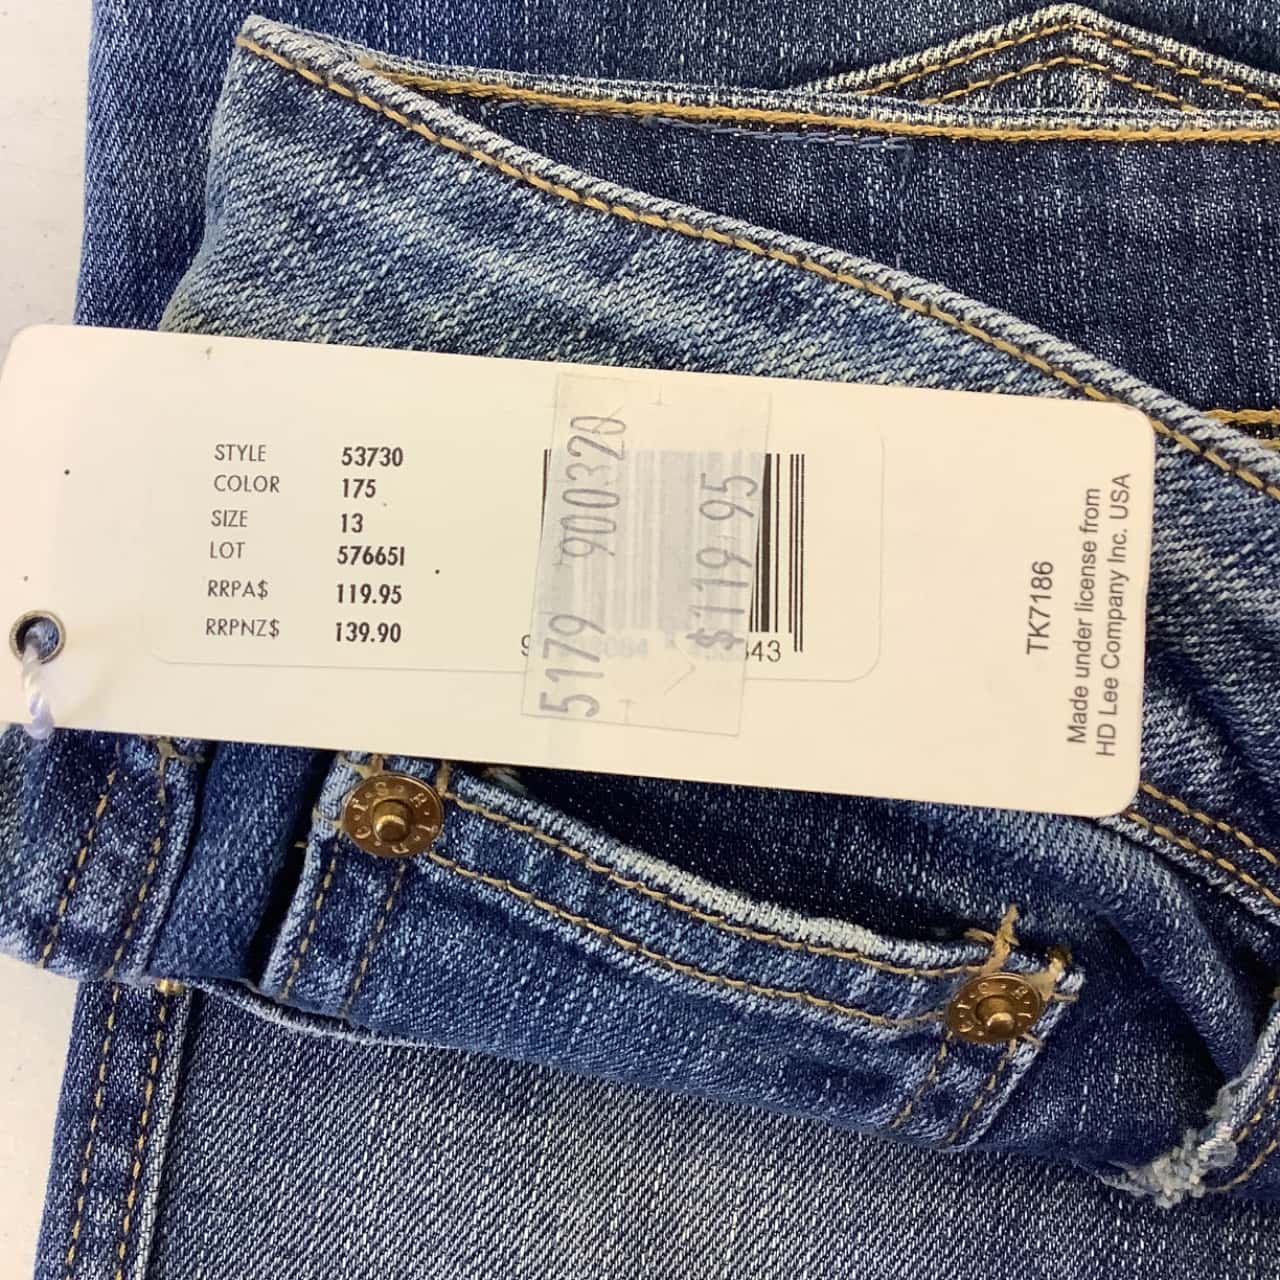 STYLE 53730
COLOR 175
SIZE 13
LOT 57665I
RRPA$ 119.95
RRPNZ$ 139.90
5179 900320
$119 95
TK7186
Made under license from
HD Lee Company Inc. USA